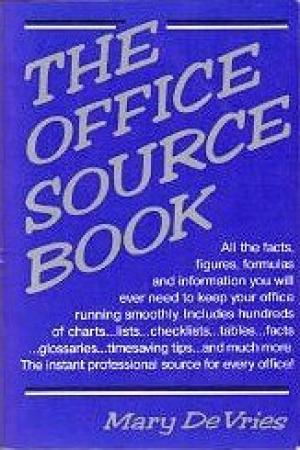 THE
OFFICE
SOURCE
BOOK
All the facts,
figures, formulas
and information you will
ever need to keep your office
running smoothly. Includes hundreds
of charts...lists...checklists...tables...facts
...glossaries...timesaving tips...and much more.
The instant professional source for every office!
Mary De Vries